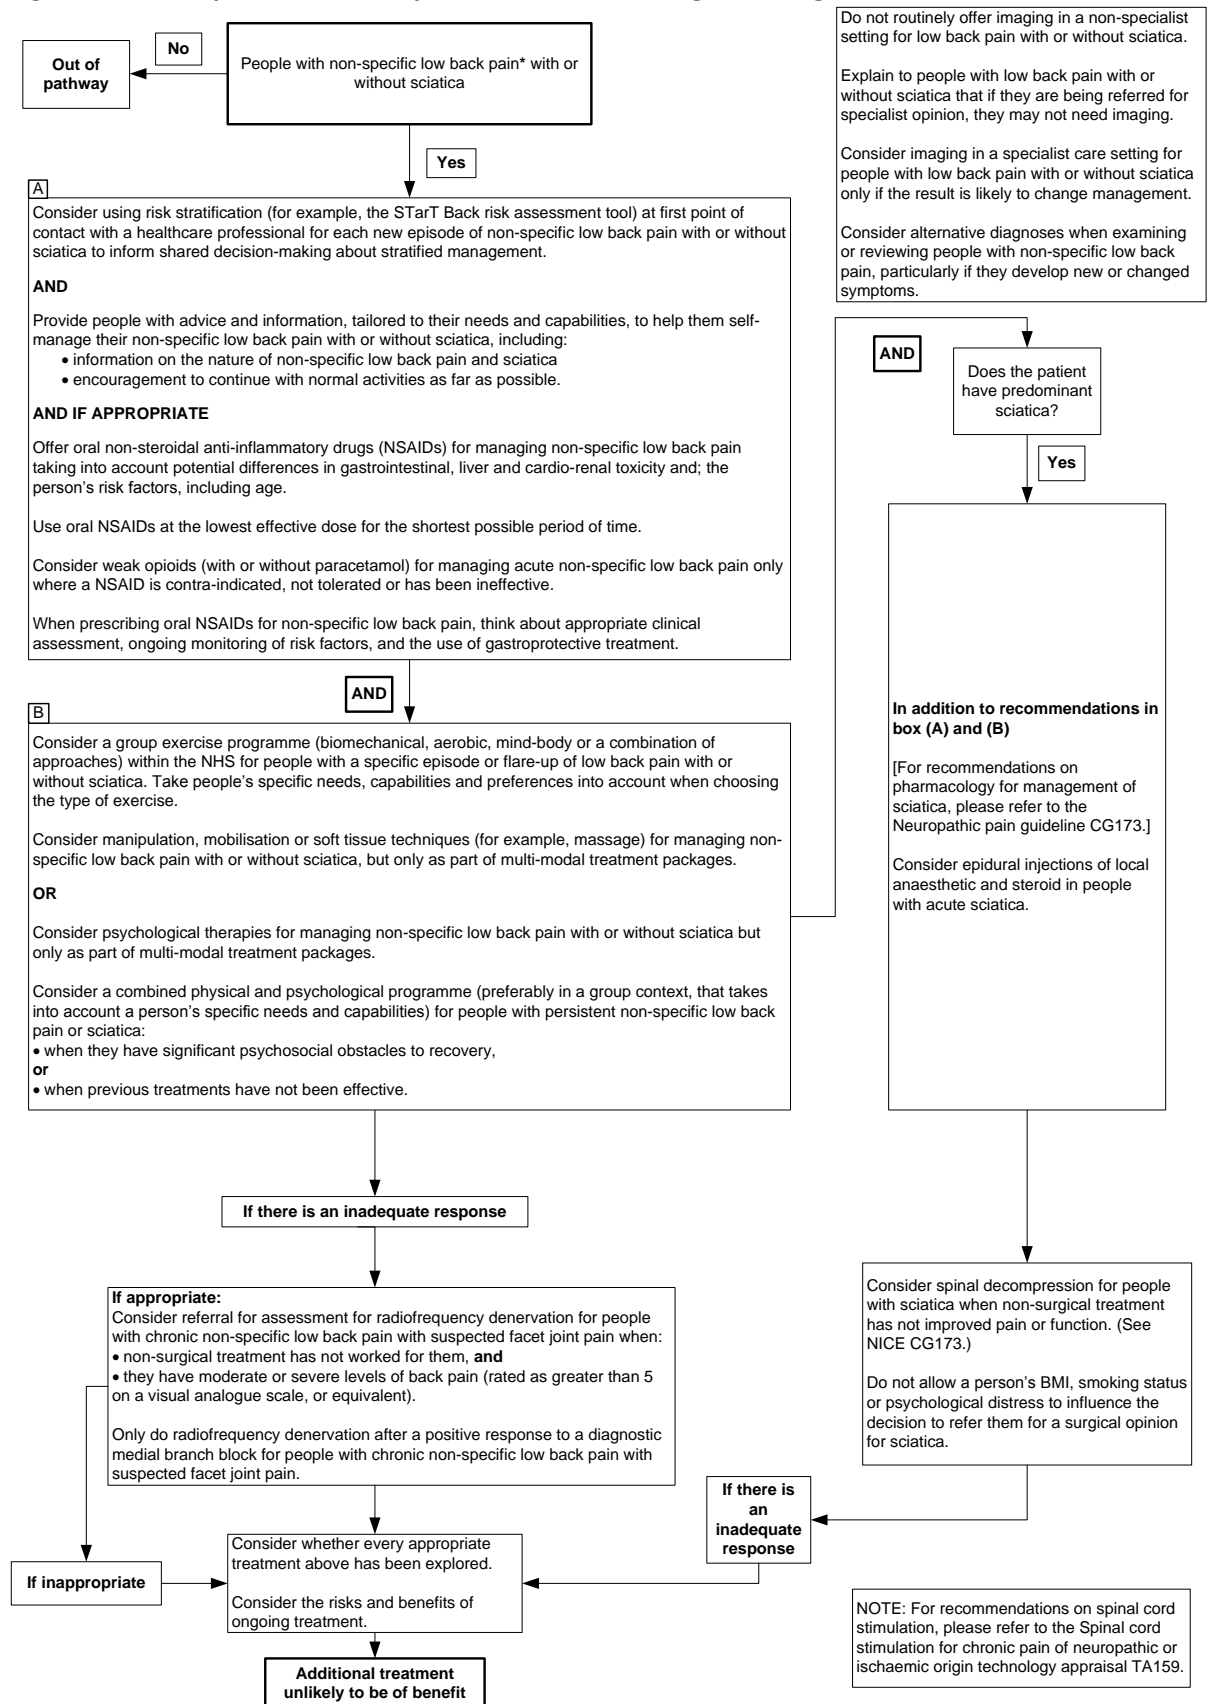 Out of
pathway
No
People with non-specific low back pain* with or
without sciatica
Yes
A
Consider using risk stratification (for example, the STarT Back risk assessment tool) at first point of
contact with a healthcare professional for each new episode of non-specific low back pain with or without
sciatica to inform shared decision-making about stratified management.
AND
Provide people with advice and information, tailored to their needs and capabilities, to help them self-
manage their non-specific low back pain with or without sciatica, including:
• information on the nature of non-specific low back pain and sciatica
• encouragement to continue with normal activities as far as possible.
AND IF APPROPRIATE
Offer oral non-steroidal anti-inflammatory drugs (NSAIDs) for managing non-specific low back pain
taking into account potential differences in gastrointestinal, liver and cardio-renal toxicity and; the
person's risk factors, including age.
Use oral NSAIDs at the lowest effective dose for the shortest possible period of time.
Consider weak opioids (with or without paracetamol) for managing acute non-specific low back pain only
where a NSAID is contra-indicated, not tolerated or has been ineffective.
When prescribing oral NSAIDs for non-specific low back pain, think about appropriate clinical
assessment, ongoing monitoring of risk factors, and the use of gastroprotective treatment.
AND
B
Consider a group exercise programme (biomechanical, aerobic, mind-body or a combination of
approaches) within the NHS for people with a specific episode or flare-up of low back pain with or
without sciatica. Take people's specific needs, capabilities and preferences into account when choosing
the type of exercise.
Consider manipulation, mobilisation or soft tissue techniques (for example, massage) for managing non-
specific low back pain with or without sciatica, but only as part of multi-modal treatment packages.
OR
Consider psychological therapies for managing non-specific low back pain with or without sciatica but
only as part of multi-modal treatment packages.
Consider a combined physical and psychological programme (preferably in a group context, that takes
into account a person's specific needs and capabilities) for people with persistent non-specific low back
pain or sciatica:
• when they have significant psychosocial obstacles to recovery,
or
• when previous treatments have not been effective.
If there is an inadequate response
If appropriate:
Consider referral for assessment for radiofrequency denervation for people
with chronic non-specific low back pain with suspected facet joint pain when:
• non-surgical treatment has not worked for them, and
• they have moderate or severe levels of back pain (rated as greater than 5
on a visual analogue scale, or equivalent).
Only do radiofrequency denervation after a positive response to a diagnostic
medial branch block for people with chronic non-specific low back pain with
suspected facet joint pain.
If inappropriate
Consider whether every appropriate
treatment above has been explored.
Consider the risks and benefits of
ongoing treatment.
Additional treatment
unlikely to be of benefit
Do not routinely offer imaging in a non-specialist
setting for low back pain with or without sciatica.
Explain to people with low back pain with or
without sciatica that if they are being referred for
specialist opinion, they may not need imaging.
Consider imaging in a specialist care setting for
people with low back pain with or without sciatica
only if the result is likely to change management.
Consider alternative diagnoses when examining
or reviewing people with non-specific low back
pain, particularly if they develop new or changed
symptoms.
AND
Does the patient
have predominant
sciatica?
Yes
In addition to recommendations in
box (A) and (B)
[For recommendations on
pharmacology for management of
sciatica, please refer to the
Neuropathic pain guideline CG173.]
Consider epidural injections of local
anaesthetic and steroid in people
with acute sciatica.
Consider spinal decompression for people
with sciatica when non-surgical treatment
has not improved pain or function. (See
NICE CG173.)
Do not allow a person's BMI, smoking status
or psychological distress to influence the
decision to refer them for a surgical opinion
for sciatica.
If there is
an
inadequate
response
NOTE: For recommendations on spinal cord
stimulation, please refer to the Spinal cord
stimulation for chronic pain of neuropathic or
ischaemic origin technology appraisal TA159.